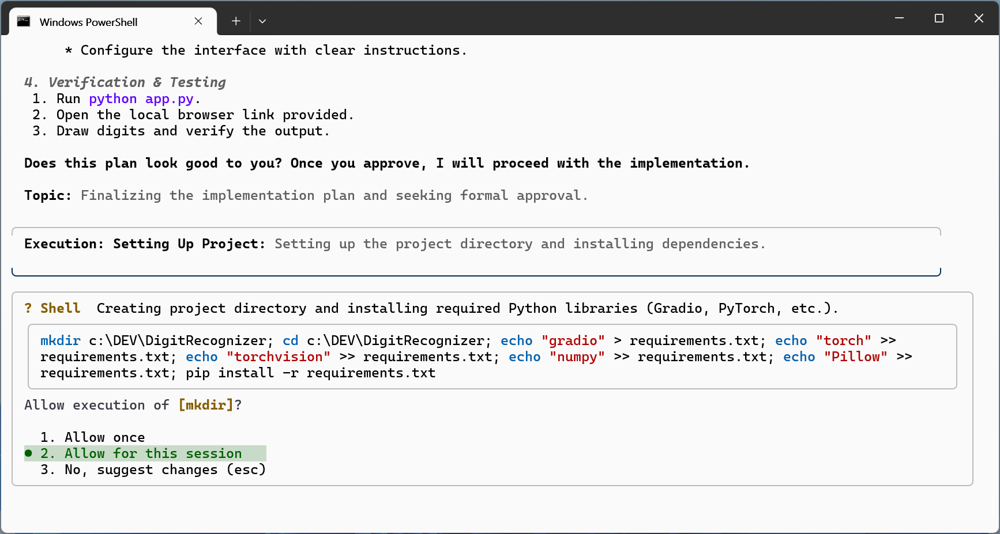 Windows PowerShell
* Configure the interface with clear instructions.
4. Verification & Testing
1. Run python app.py.
2. Open the local browser link provided.
3. Draw digits and verify the output.
Does this plan look good to you? Once you approve, I will proceed with the implementation.
Topic: Finalizing the implementation plan and seeking formal approval.
Execution: Setting Up Project: Setting up the project directory and installing dependencies.
? Shell  Creating project directory and installing required Python libraries (Gradio, PyTorch, etc.).
mkdir c:\DEV\DigitRecognizer; cd c:\DEV\DigitRecognizer; echo "gradio" > requirements.txt; echo "torch" >>
requirements.txt; echo "torchvision" >> requirements.txt; echo "numpy" >> requirements.txt; echo "Pillow" >>
requirements.txt; pip install -r requirements.txt
Allow execution of [mkdir]?
1. Allow once
● 2. Allow for this session
3. No, suggest changes (esc)